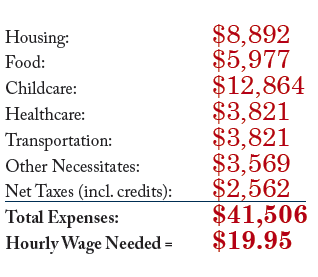 Housing: $8,892
Food: $5,977
Childcare: $12,864
Healthcare: $3,821
Transportation: $3,821
Other Necessitates: $3,569
Net Taxes (incl. credits): $2,562
Total Expenses: $41,506
Hourly Wage Needed = $19.95